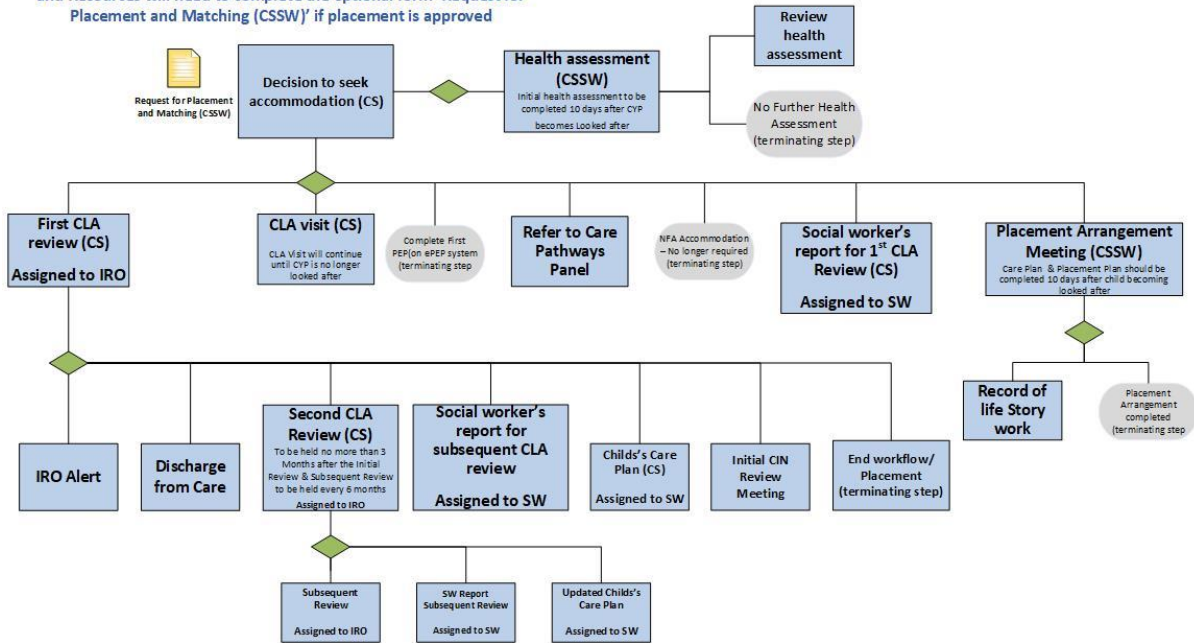 and Resources will need to complete the optional form 'Request for
Placement and Matching (CSSW)' if placement is approved
Request for Placement
and Matching (CSSW)
Decision to seek
accommodation (CS)
Health assessment
(CSSW)
Initial health assessment to be
completed 10 days after CYP
becomes Looked after
Review
health
assessment
No Further Health
Assessment
(terminating step)
First CLA
review (CS)
Assigned to IRO
CLA visit (CS)
CLA Visit will continue
until CYP is no longer
looked after
Complete First
PEP(on ePEP system)
(terminating step
Refer to Care
Pathways
Panel
NFA Accommodation
– No longer required
(terminating step)
Social worker's
report for 1st CLA
Review (CS)
Assigned to SW
Placement Arrangement
Meeting (CSSW)
Care Plan & Placement Plan should be
completed 10 days after child becoming
looked after
Record of
life Story
work
Placement
Arrangement
completed
(terminating step
IRO Alert
Discharge
from Care
Second CLA
Review (CS)
To be held no more than 3
Months after the Initial
Review & Subsequent Review
to be held every 6 months
Assigned to IRO
Social worker's
report for
subsequent CLA
review
Assigned to SW
Childs's Care
Plan (CS)
Assigned to SW
Initial CIN
Review
Meeting
End workflow/
Placement
(terminating step)
Subsequent
Review
Assigned to IRO
SW Report
Subsequent Review
Assigned to SW
Updated Childs's
Care Plan
Assigned to SW